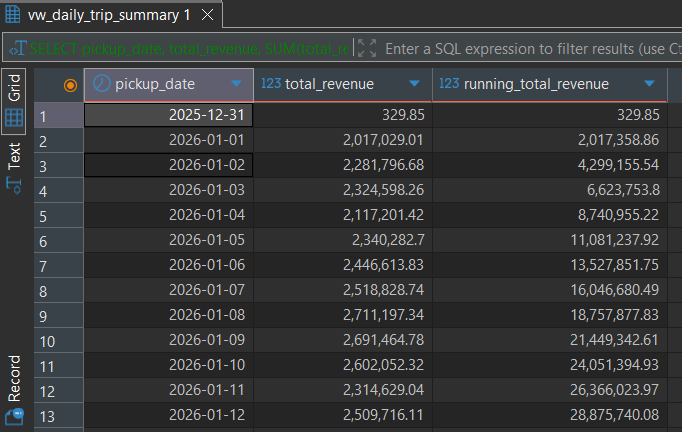 vw_daily_trip_summary 1
SELECT pickup_date, total_revenue, SUM(total_re Enter a SQL expression to filter results (use Ct
Grid
Text
Record
pickup_date 123 total_revenue 123 running_total_revenue
1 2025-12-31 329.85 329.85
2 2026-01-01 2,017,029.01 2,017,358.86
3 2026-01-02 2,281,796.68 4,299,155.54
4 2026-01-03 2,324,598.26 6,623,753.8
5 2026-01-04 2,117,201.42 8,740,955.22
6 2026-01-05 2,340,282.7 11,081,237.92
7 2026-01-06 2,446,613.83 13,527,851.75
8 2026-01-07 2,518,828.74 16,046,680.49
9 2026-01-08 2,711,197.34 18,757,877.83
10 2026-01-09 2,691,464.78 21,449,342.61
11 2026-01-10 2,602,052.32 24,051,394.93
12 2026-01-11 2,314,629.04 26,366,023.97
13 2026-01-12 2,509,716.11 28,875,740.08